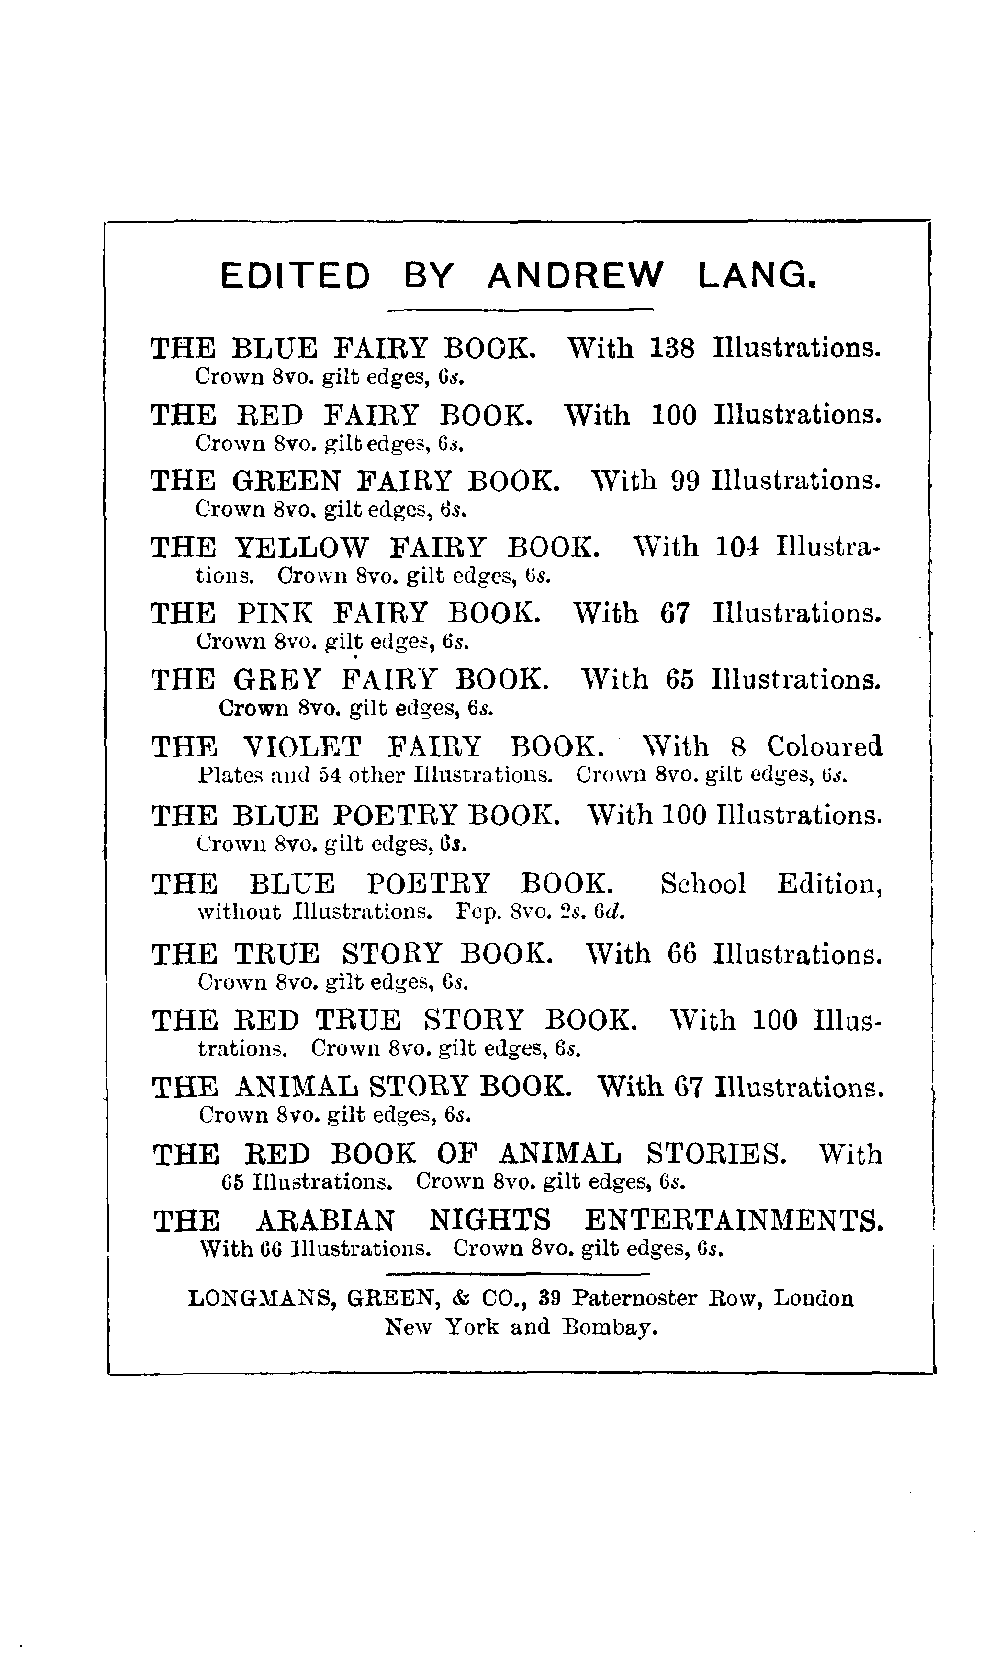 EDITED BY ANDREW LANG.
THE BLUE FAIRY BOOK. With 138 Illustrations.
Crown 8vo. gilt edges, 6s.
THE RED FAIRY BOOK. With 100 Illustrations.
Crown 8vo. gilt edges, 6s.
THE GREEN FAIRY BOOK. With 99 Illustrations.
Crown 8vo. gilt edges, 6s.
THE YELLOW FAIRY BOOK. With 104 Illustra-
tions. Crown 8vo. gilt edges, 6s.
THE PINK FAIRY BOOK. With 67 Illustrations.
Crown 8vo. gilt edges, 6s.
THE GREY FAIRY BOOK. With 65 Illustrations.
Crown 8vo. gilt edges, 6s.
THE VIOLET FAIRY BOOK. With 8 Coloured
Plates and 54 other Illustrations. Crown 8vo. gilt edges, 6s.
THE BLUE POETRY BOOK. With 100 Illustrations.
Crown 8vo. gilt edges, 6s.
THE BLUE POETRY BOOK. School Edition,
without Illustrations. Fcp. 8vo. 2s. 6d.
THE TRUE STORY BOOK. With 66 Illustrations.
Crown 8vo. gilt edges, 6s.
THE RED TRUE STORY BOOK. With 100 Illus-
trations. Crown 8vo. gilt edges, 6s.
THE ANIMAL STORY BOOK. With 67 Illustrations.
Crown 8vo. gilt edges, 6s.
THE RED BOOK OF ANIMAL STORIES. With
65 Illustrations. Crown 8vo. gilt edges, 6s.
THE ARABIAN NIGHTS ENTERTAINMENTS.
With 66 Illustrations. Crown 8vo. gilt edges, 6s.
LONGMANS, GREEN, & CO., 39 Paternoster Row, London
New York and Bombay.